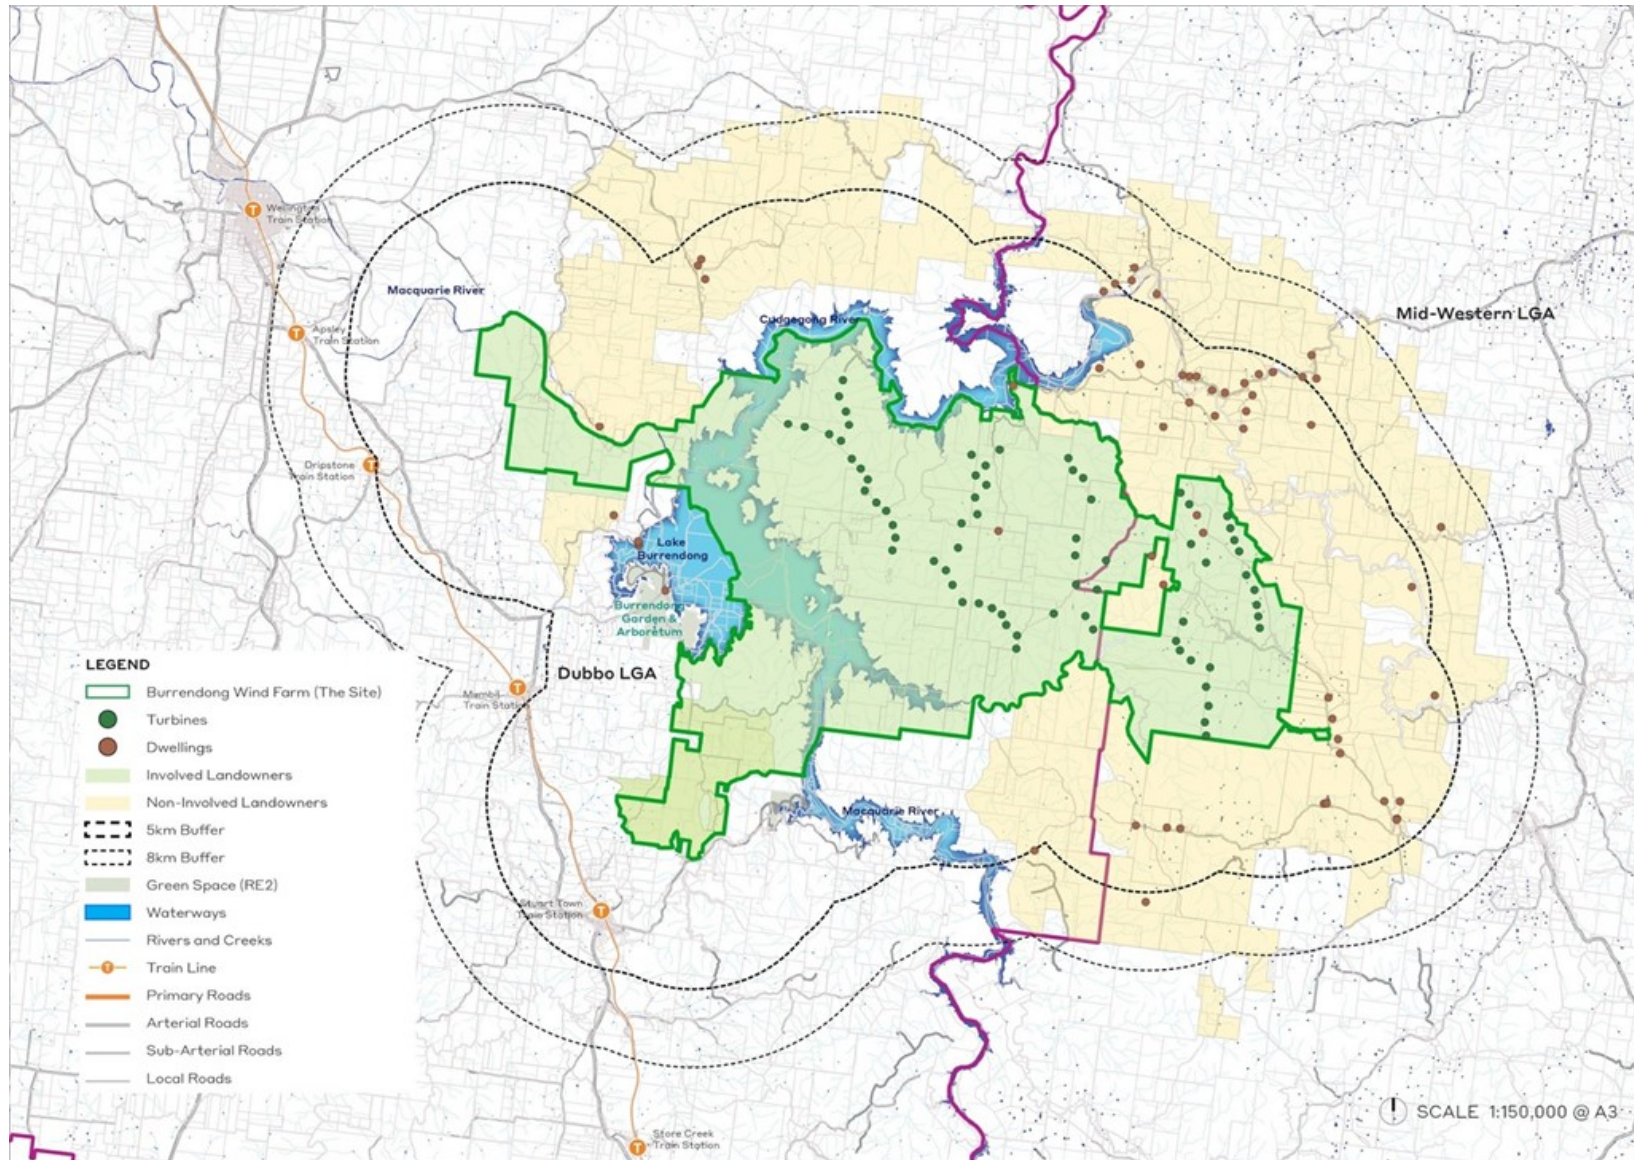 Wellington
Train Station
Macquarie River
Mid-Western LGA
Cudgegong River
Apsley
Train Station
Dripstone
Train Station
Lake
Burrendong
Burrendong
Garden &
Arboretum
LEGEND
Dubbo LGA
Burrendong Wind Farm (The Site)
Train Station
Turbines
Dwellings
Involved Landowners
Non-Involved Landowners
Macquarie River
5km Buffer
8km Buffer
Green Space (RE2)
Waterways
Stuart Town
Train Station
Rivers and Creeks
Train Line
Primary Roads
Arterial Roads
Sub-Arterial Roads
Local Roads
SCALE 1:150,000 @ A3
Store Creek
Train Station